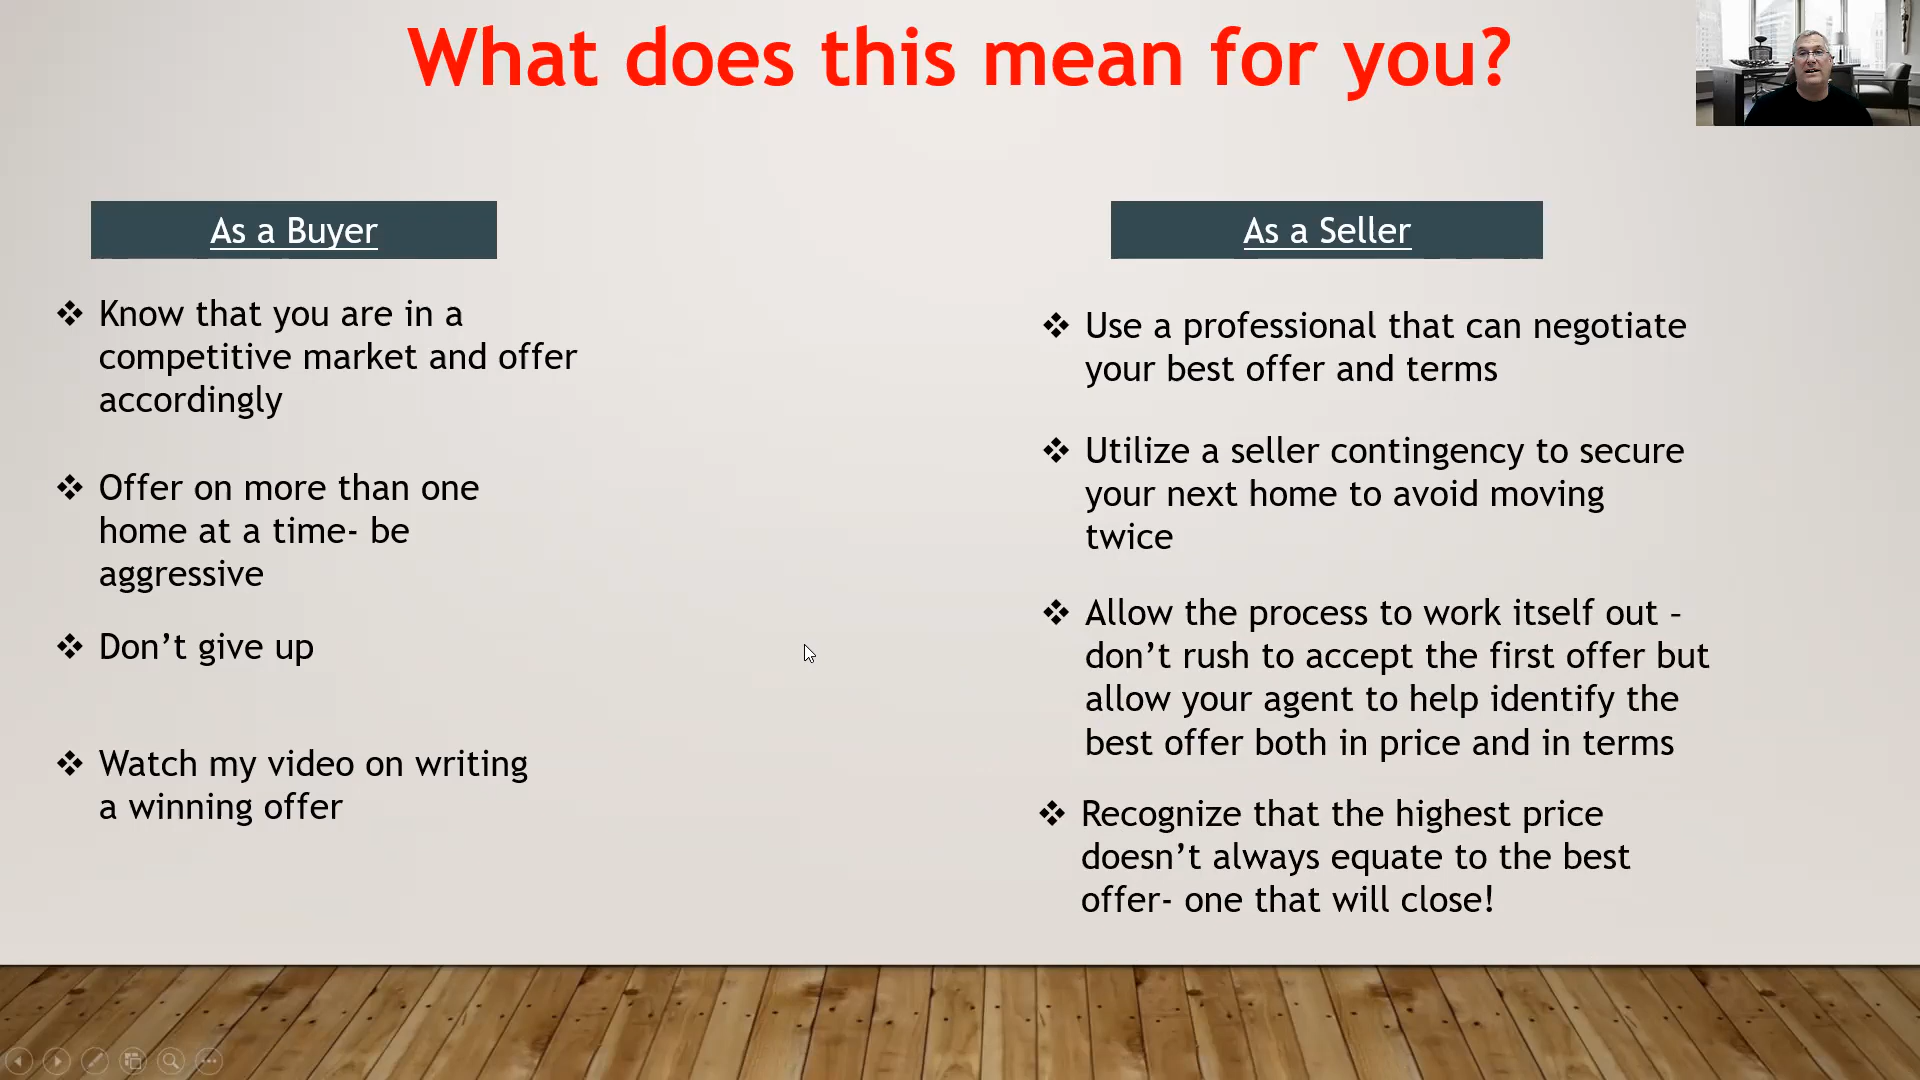 What does this mean for you?
As a Buyer
Know that you are in a
competitive market and offer
accordingly
Offer on more than one
home at a time- be
aggressive
Don’t give up
Watch my video on writing
a winning offer
As a Seller
Use a professional that can negotiate
your best offer and terms
Utilize a seller contingency to secure
your next home to avoid moving
twice
Allow the process to work itself out –
don’t rush to accept the first offer but
allow your agent to help identify the
best offer both in price and in terms
Recognize that the highest price
doesn’t always equate to the best
offer- one that will close!